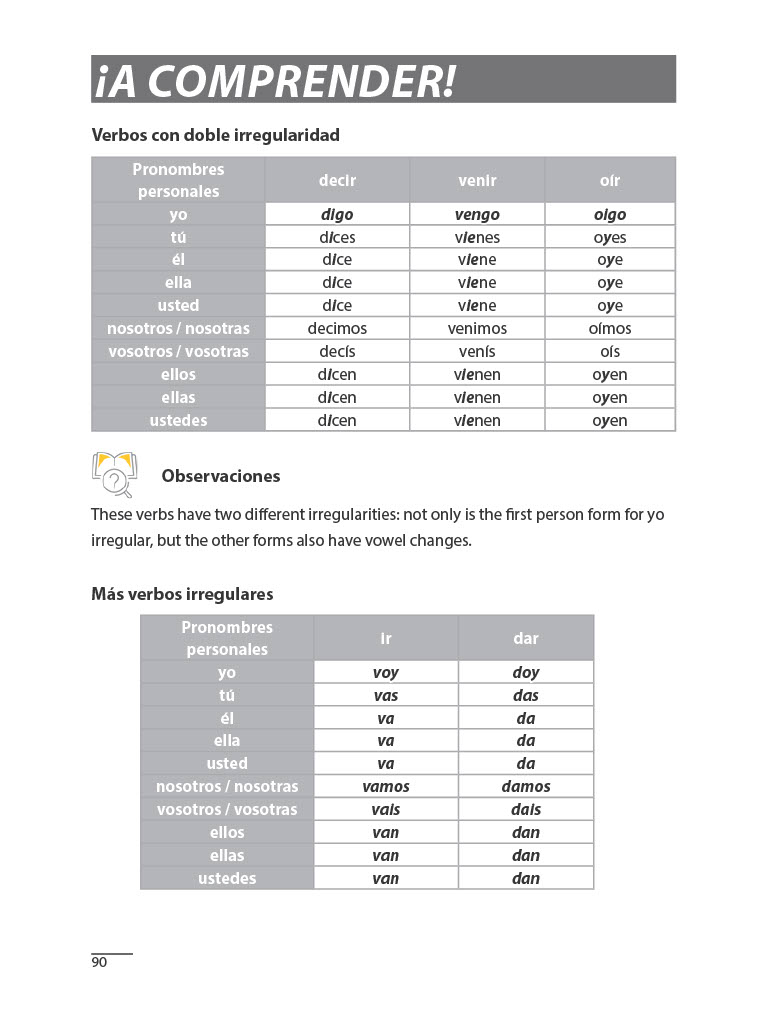 ¡A COMPRENDER!
Verbos con doble irregularidad
Pronombres personales decir venir oír
yo digo vengo oigo
tú dices vienes oyes
él dice viene oye
ella dice viene oye
usted dice viene oye
nosotros / nosotras decimos venimos oímos
vosotros / vosotras decís venís oís
ellos dicen vienen oyen
ellas dicen vienen oyen
ustedes dicen vienen oyen
?
Observaciones
These verbs have two different irregularities: not only is the first person form for yo
irregular, but the other forms also have vowel changes.
Más verbos irregulares
Pronombres personales ir dar
yo voy doy
tú vas das
él va da
ella va da
usted va da
nosotros / nosotras vamos damos
vosotros / vosotras vais dais
ellos van dan
ellas van dan
ustedes van dan
90